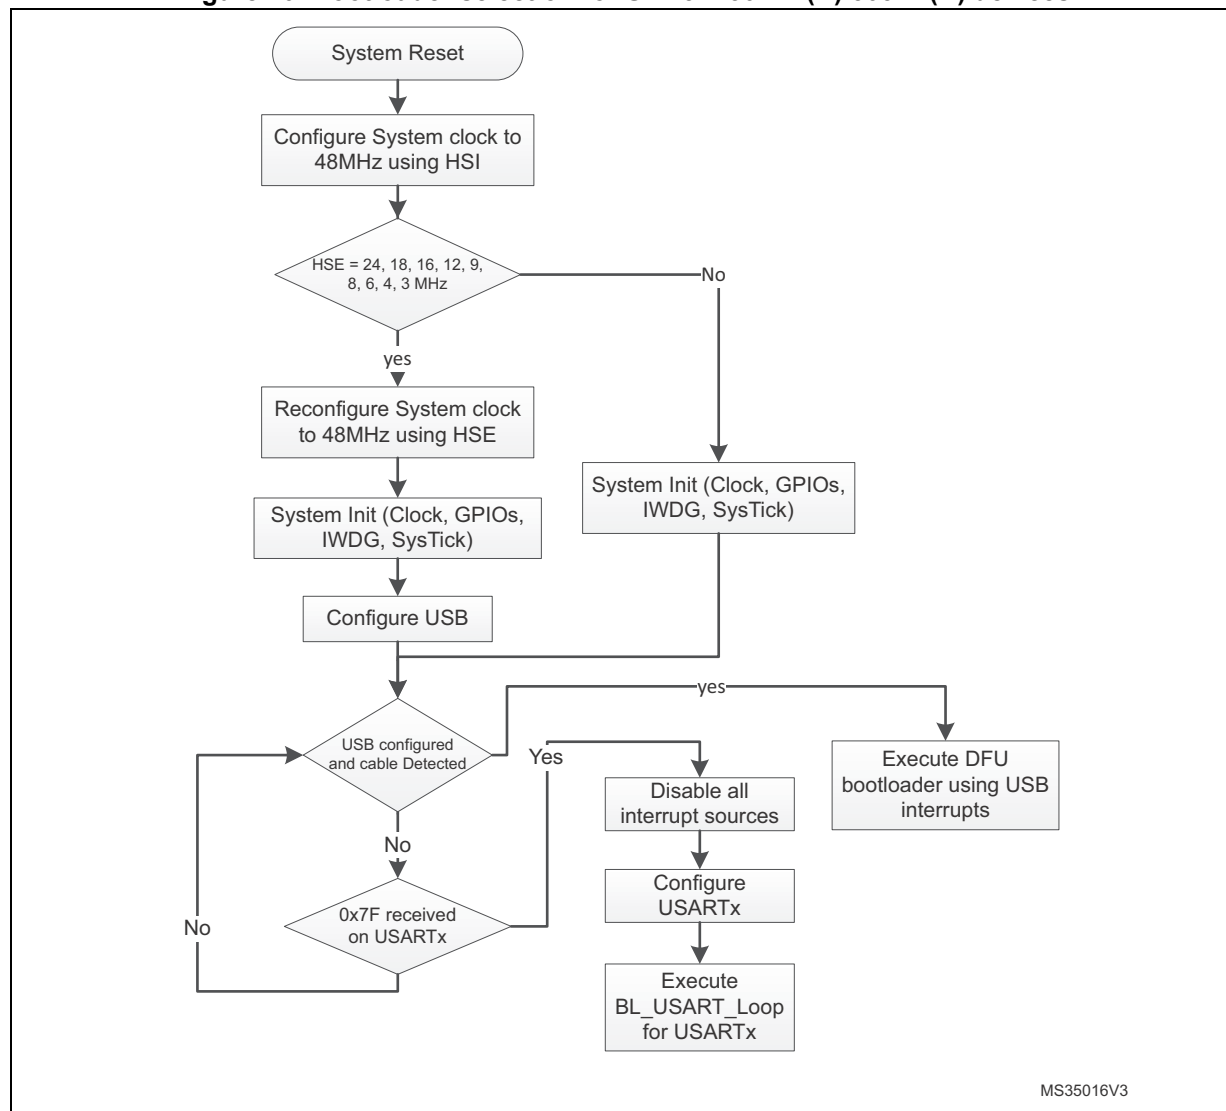 System Reset
Configure System clock to
48MHz using HSI
HSE = 24, 18, 16, 12, 9,
8, 6, 4, 3 MHz
No
yes
Reconfigure System clock
to 48MHz using HSE
System Init (Clock, GPIOs,
IWDG, SysTick)
System Init (Clock, GPIOs,
IWDG, SysTick)
Configure USB
yes
USB configured
and cable Detected
Yes
Execute DFU
bootloader using USB
interrupts
Disable all
interrupt sources
No
Configure
USARTx
0x7F received
on USARTx
No
Execute
BL_USART_Loop
for USARTx
MS35016V3